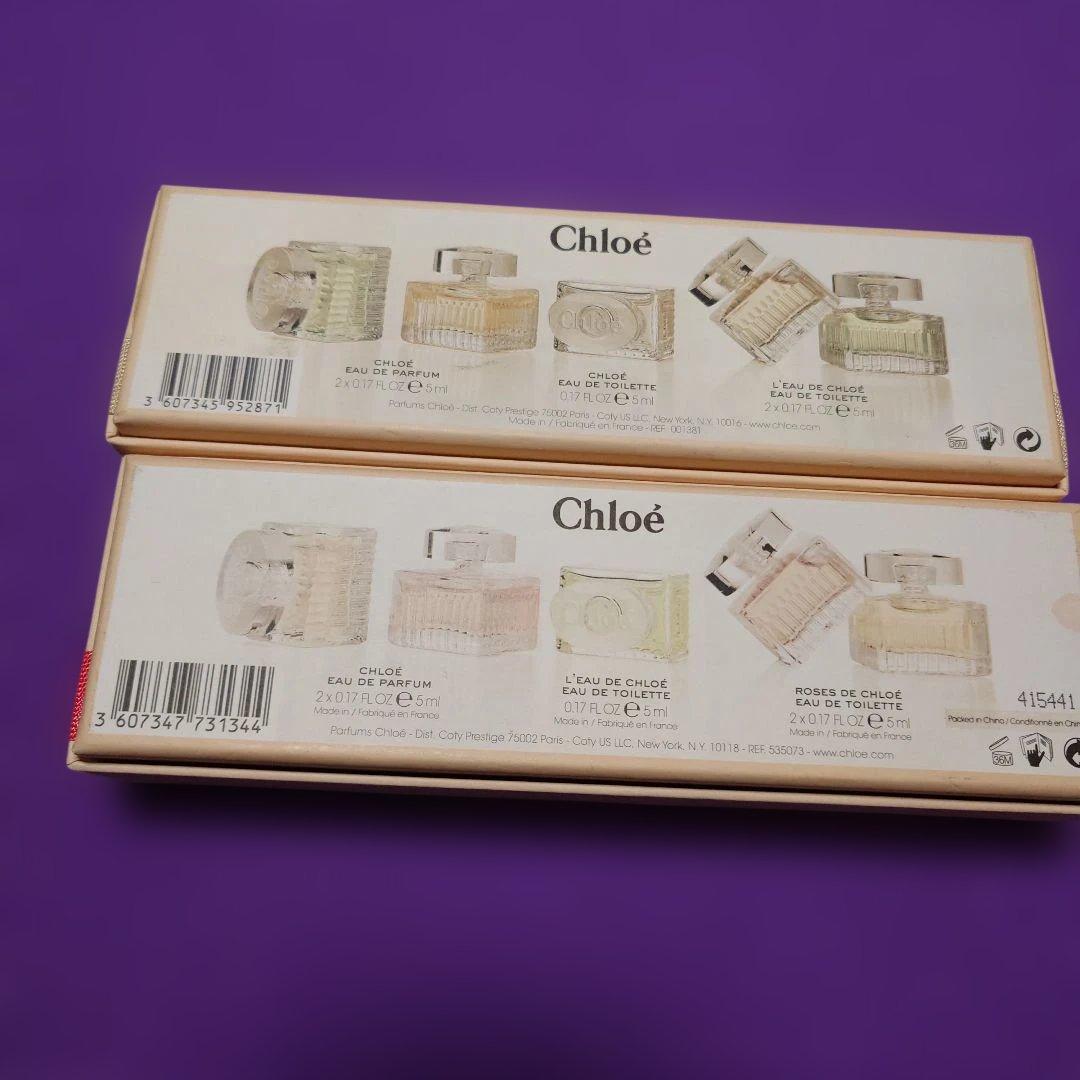 Chloé
Chloé
CHLOÉ
EAU DE PARFUM
2 x 0.17 FL OZ ℮ 5 ml
CHLOÉ
EAU DE TOILETTE
0.17 FL OZ ℮ 5 ml
L'EAU DE CHLOÉ
EAU DE TOILETTE
2 x 0.17 FL OZ ℮ 5 ml
3 607345 952871
Parfums Chloé - Dist. Coty Prestige 75002 Paris - Coty US LLC, New York, N.Y. 10016 - www.chloe.com
Made in / Fabriqué en France - REF. 001381
36M
Chloé
CHLOÉ
EAU DE PARFUM
2 x 0.17 FL OZ ℮ 5 ml
Made in / Fabriqué en France
L'EAU DE CHLOÉ
EAU DE TOILETTE
0.17 FL OZ ℮ 5 ml
Made in / Fabriqué en France
ROSES DE CHLOÉ
EAU DE TOILETTE
2 x 0.17 FL OZ ℮ 5 ml
Made in / Fabriqué en France
415441
Packed in China / Conditionné en
3 607347 731344
Parfums Chloé - Dist. Coty Prestige 75002 Paris - Coty US LLC, New York, N.Y. 10118 - REF. 535073 - www.chloe.com
36M